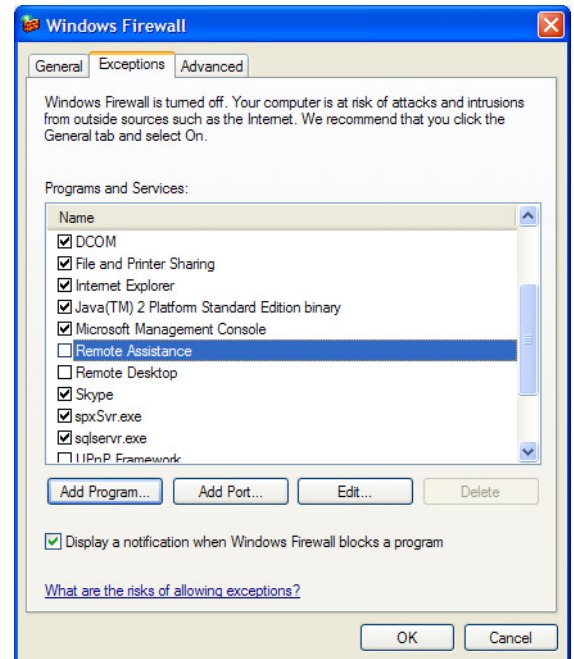 Windows Firewall
General Exceptions Advanced
Windows Firewall is turned off. Your computer is at risk of attacks and intrusions
from outside sources such as the Internet. We recommend that you click the
General tab and select On.
Programs and Services:
Name
DCOM
File and Printer Sharing
Internet Explorer
Java(TM) 2 Platform Standard Edition binary
Microsoft Management Console
Remote Assistance
Remote Desktop
Skype
spxSvr.exe
sqlservr.exe
UPnP Framework
Add Program... Add Port... Edit... Delete
Display a notification when Windows Firewall blocks a program
What are the risks of allowing exceptions?
OK Cancel